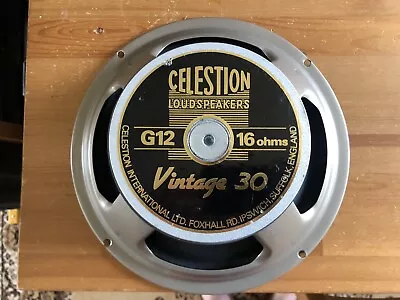 CELESTION
LOUDSPEAKERS
G12 16 ohms
Vintage 30
CELESTION INTERNATIONAL LTD. FOXHALL RD, IPSWICH, SUFFOLK, ENGLAND